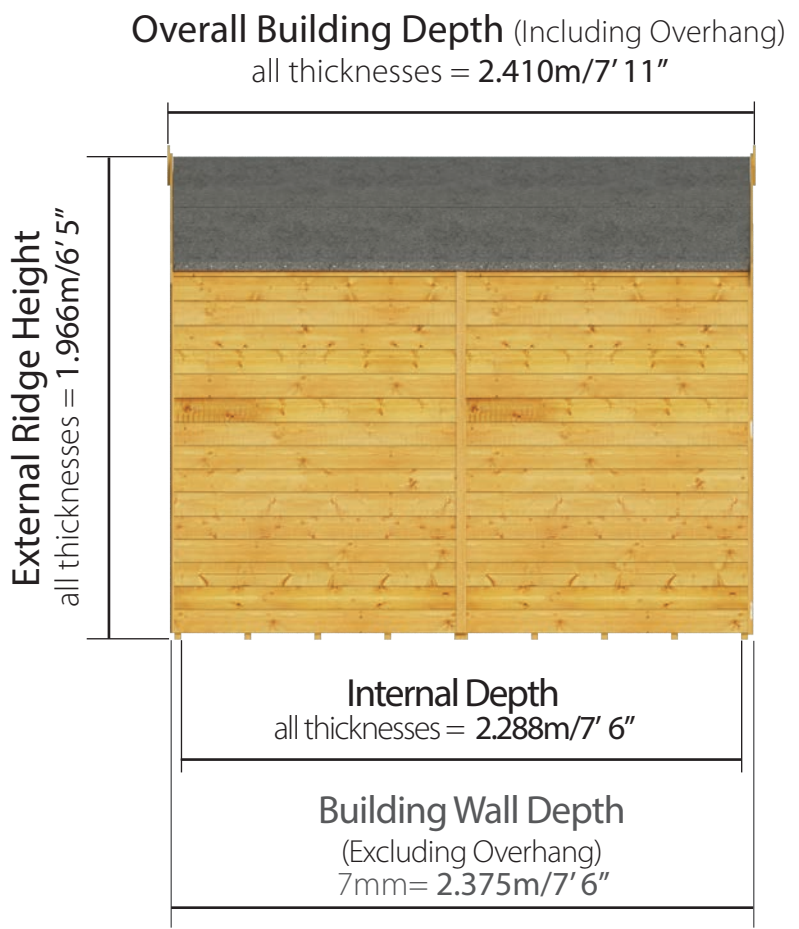 Overall Building Depth (Including Overhang)
all thicknesses = 2.410m/7’ 11”
External Ridge Height
all thicknesses = 1.966m/6’ 5”
Internal Depth
all thicknesses = 2.288m/7’ 6”
Building Wall Depth
(Excluding Overhang)
7mm= 2.375m/7’ 6”